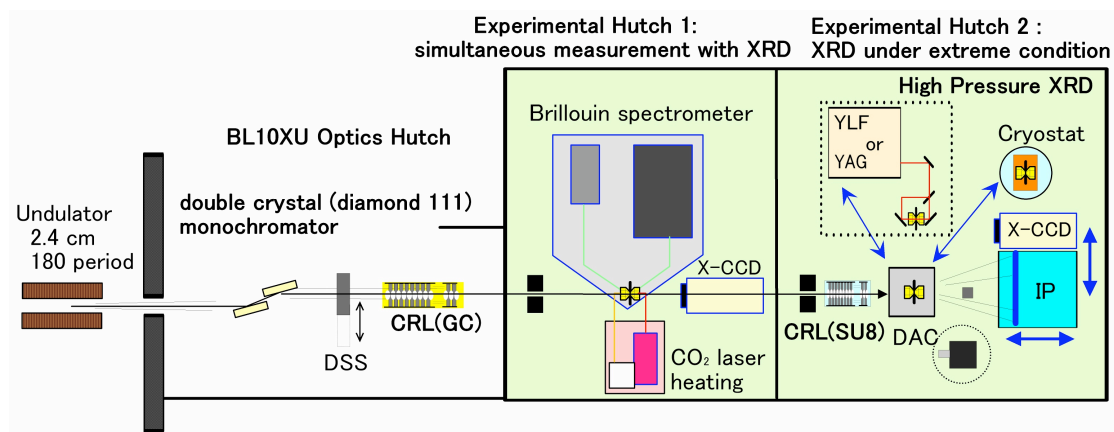 Experimental Hutch 1:
simultaneous measurement with XRD
Experimental Hutch 2 :
XRD under extreme condition
High Pressure XRD
Brillouin spectrometer
YLF
or
YAG
Cryostat
BL10XU Optics Hutch
double crystal (diamond 111)
monochromator
Undulator
2.4 cm
180 period
X-CCD
X-CCD
IP
CRL(GC)
CRL(SU8)
DAC
DSS
CO₂ laser
heating